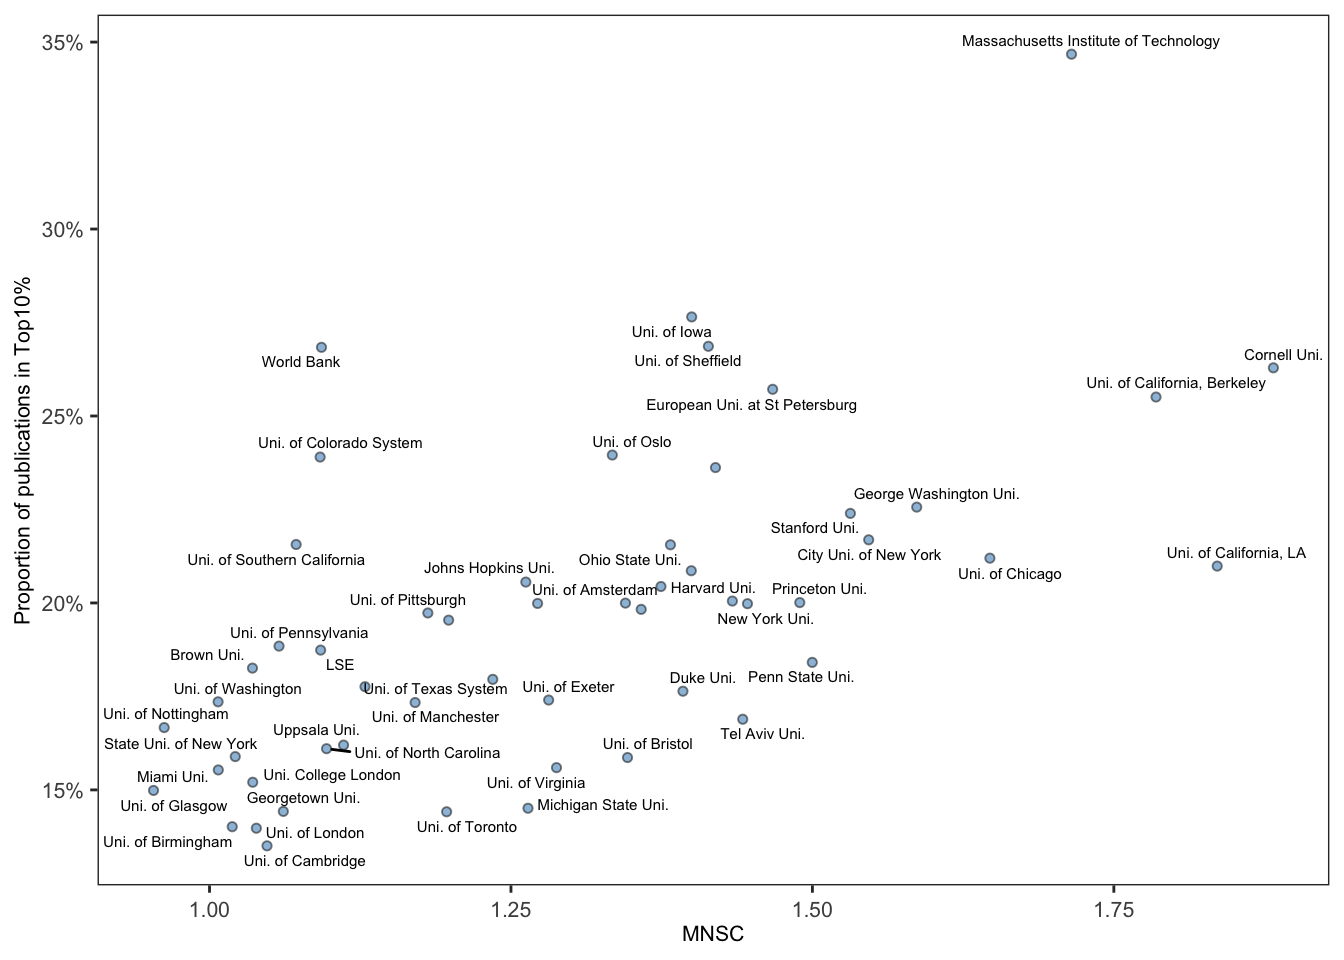 Massachusetts Institute of Technology
35%
30%
Uni. of Iowa
World Bank
Uni. of Sheffield
Cornell Uni.
Uni. of California, Berkeley
European Uni. at St Petersburg
25%
Uni. of Colorado System
Uni. of Oslo
George Washington Uni.
Stanford Uni.
City Uni. of New York
Uni. of California, LA
Uni. of Southern California
Ohio State Uni.
Johns Hopkins Uni.
Uni. of Chicago
Uni. of Amsterdam
Harvard Uni.
Princeton Uni.
20%
Uni. of Pittsburgh
New York Uni.
Uni. of Pennsylvania
Brown Uni.
LSE
Duke Uni.
Penn State Uni.
Uni. of Washington
Uni. of Texas System
Uni. of Exeter
Uni. of Nottingham
Uni. of Manchester
Uppsala Uni.
Tel Aviv Uni.
State Uni. of New York
Uni. of North Carolina
Uni. of Bristol
Miami Uni.
Uni. College London
Uni. of Virginia
15%
Uni. of Glasgow
Georgetown Uni.
Michigan State Uni.
Uni. of Birmingham
Uni. of London
Uni. of Toronto
Uni. of Cambridge
1.00
1.25
1.50
1.75
MNSC
Proportion of publications in Top10%